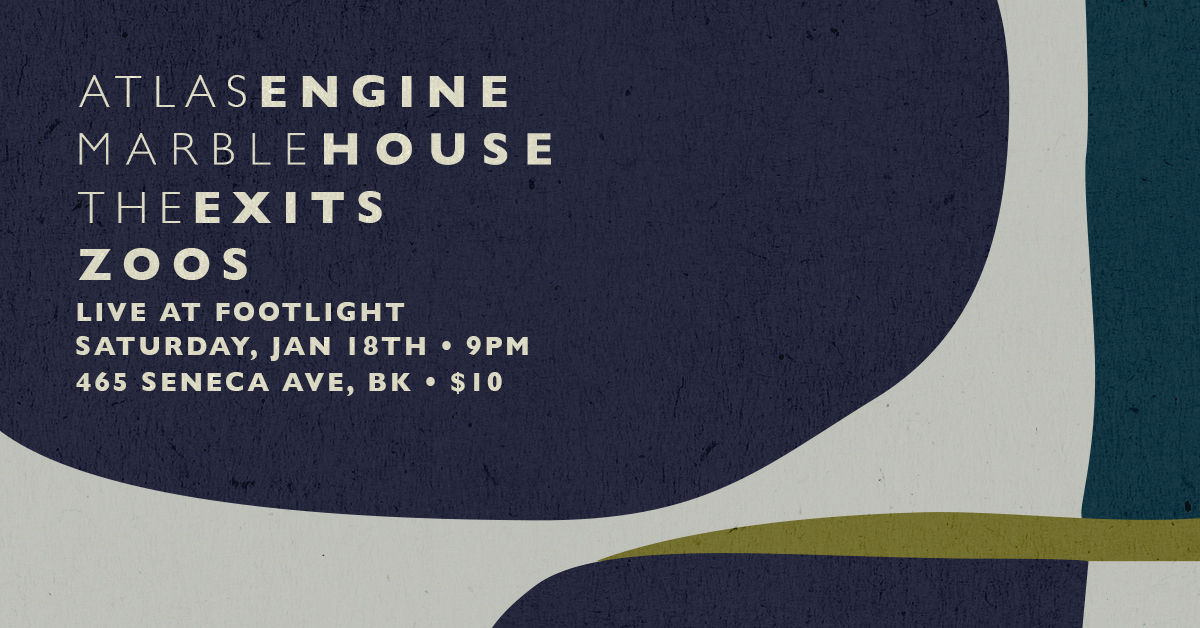 ATLASENGINE
MARBLEHOUSE
THEEXITS
ZOOS
LIVE AT FOOTLIGHT
SATURDAY, JAN 18TH • 9PM
465 SENECA AVE, BK • $10